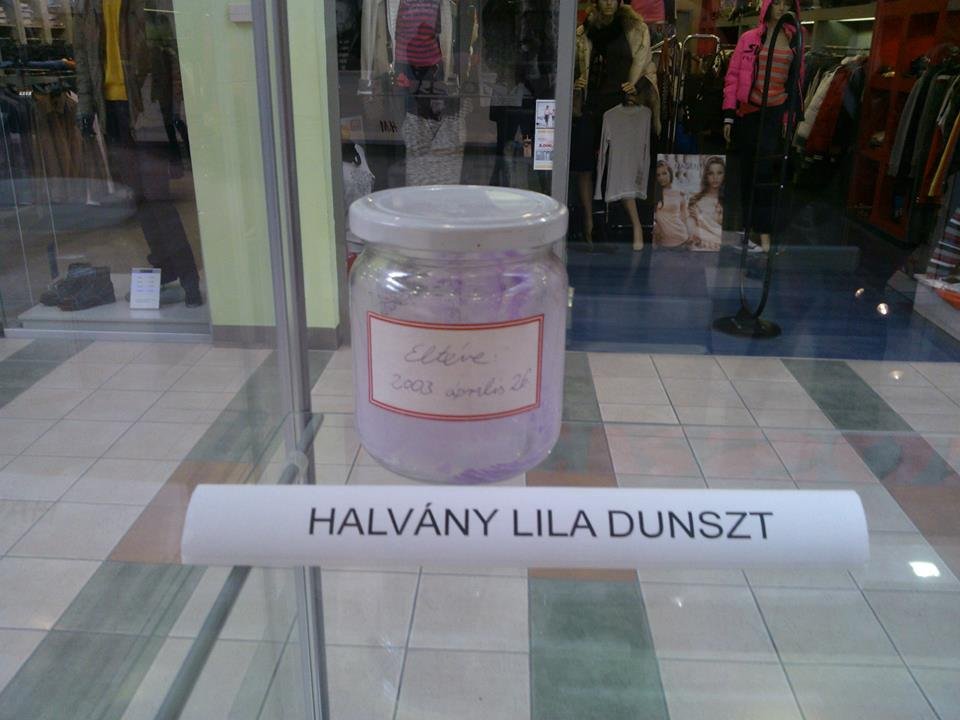 Eltéve:
2003 április 26.
HALVÁNY LILA DUNSZT